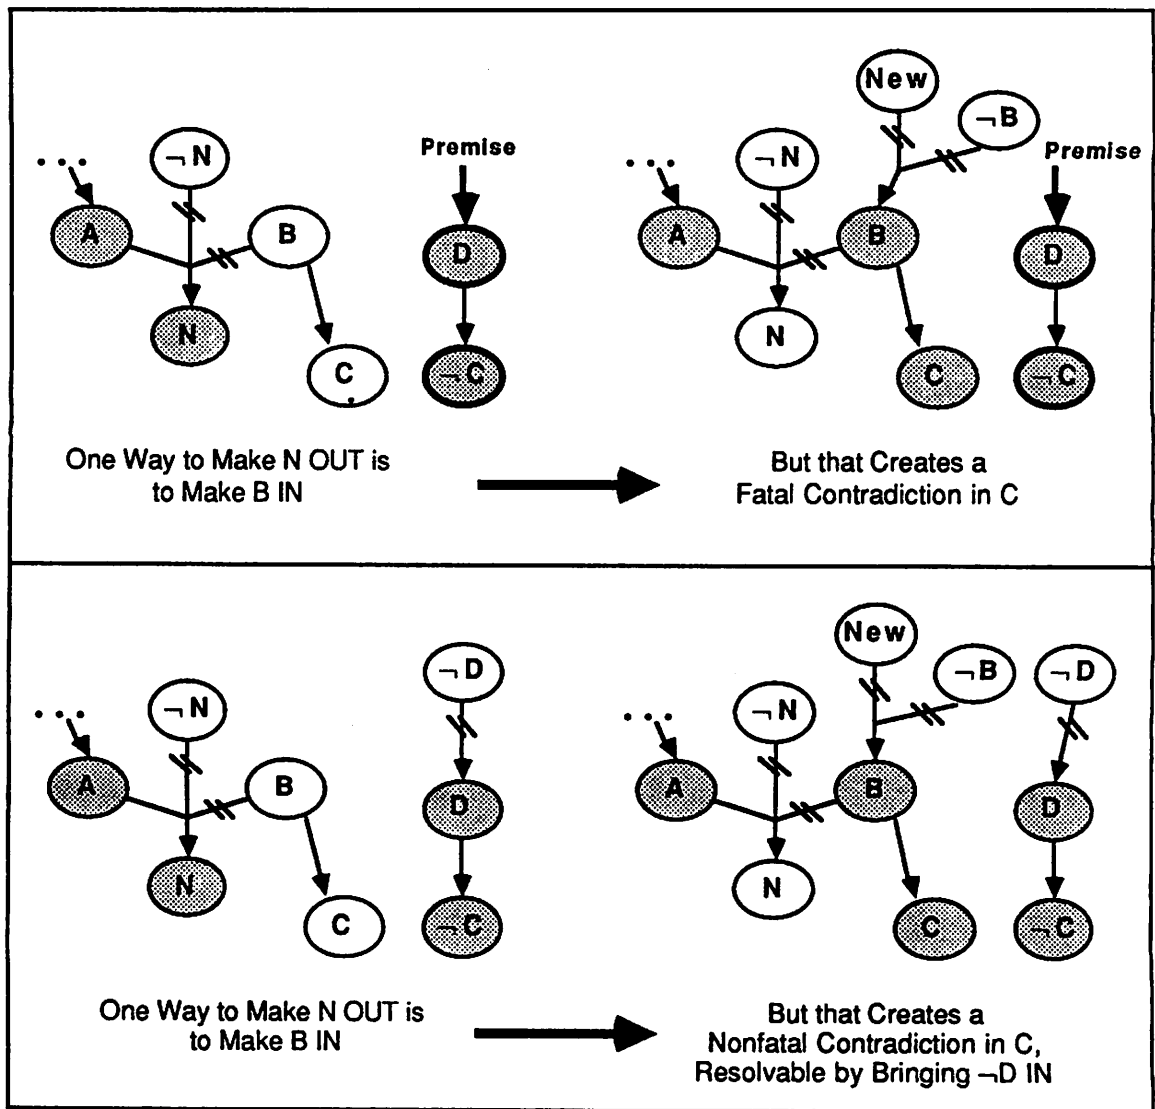 New
¬ N
¬ N
¬ B
Premise
Premise
. . .
. . .
A
B
D
A
B
D
N
C
¬ C
N
C
¬ C
One Way to Make N OUT is
to Make B IN
But that Creates a
Fatal Contradiction in C
New
¬ D
¬ B
¬ D
¬ N
¬ N
. . .
. . .
A
B
D
A
B
D
N
C
¬ C
N
C
¬ C
One Way to Make N OUT is
to Make B IN
But that Creates a
Nonfatal Contradiction in C,
Resolvable by Bringing ¬D IN